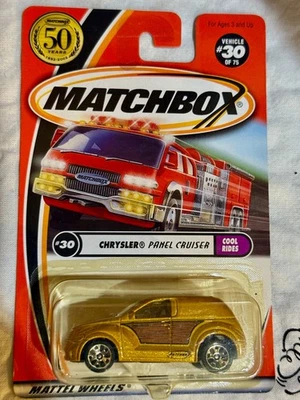 50
YEARS
For Ages 3 and Up
VEHICLE
#30
OF 75
MATCHBOX®
#30
CHRYSLER® PANEL CRUISER
COOL
RIDES
MATTEL WHEELS™